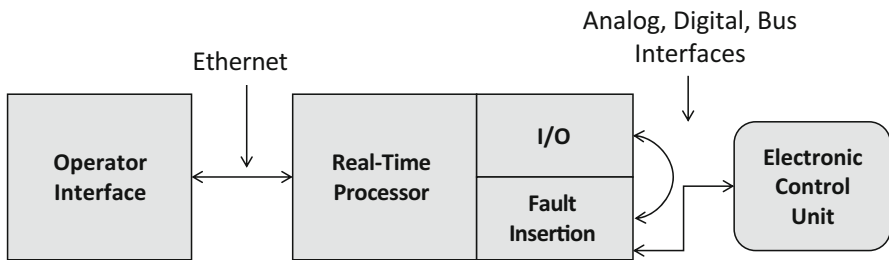 Analog, Digital, Bus
Interfaces
Ethernet
Operator
Interface
Real-Time
Processor
I/O
Fault
Insertion
Electronic
Control
Unit